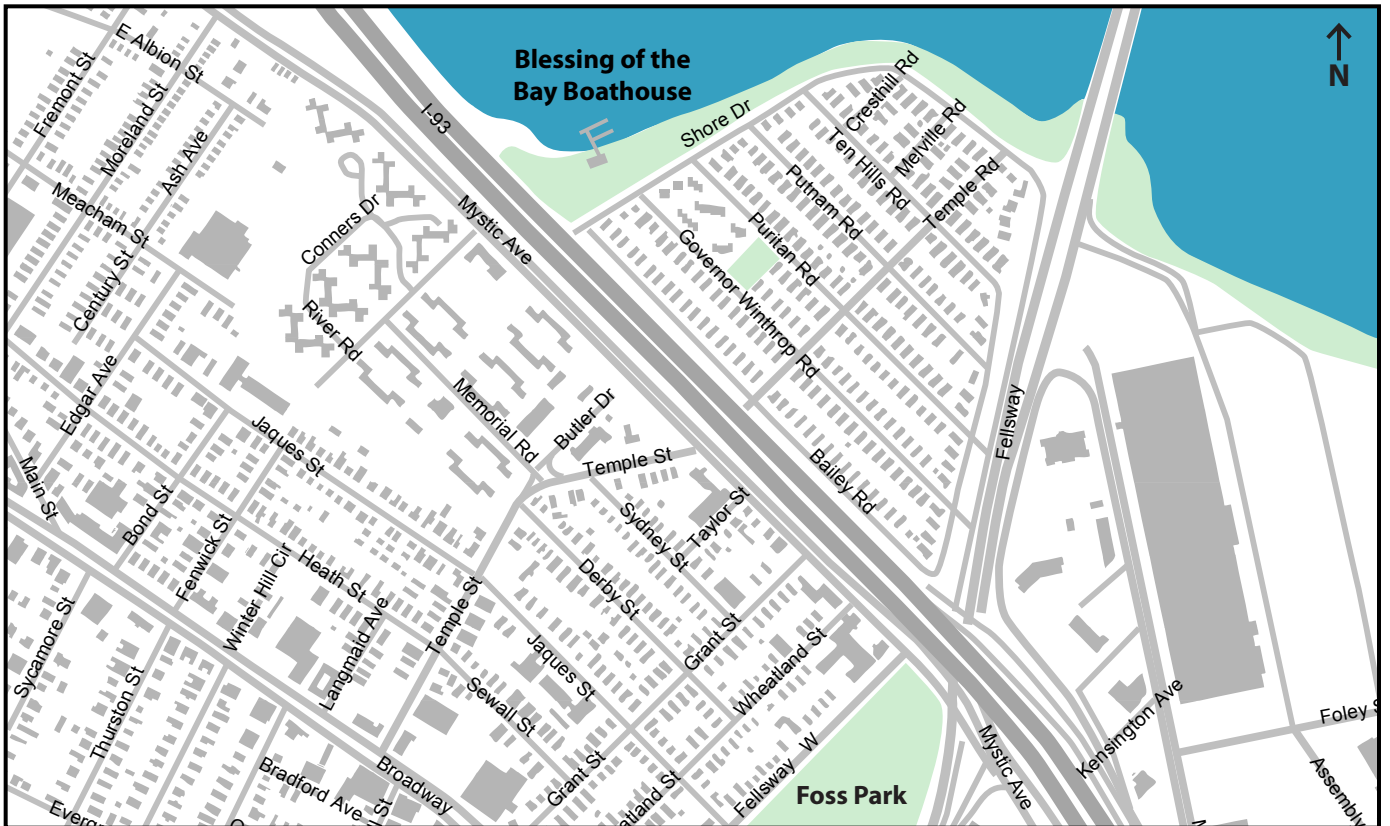 E Albion St
Fremont St
Moreland St
Ash Ave
Meacham St
Century St
I-93
Blessing of the
Bay Boathouse
N
Shore Dr
Cresthill Rd
Melville Rd
Ten Hills Rd
Temple Rd
Putnam Rd
Puritan Rd
Governor Winthrop Rd
Conners Dr
Mystic Ave
River Rd
Edgar Ave
Memorial Rd
Butler Dr
Fellsway
Jaques St
Temple St
Bailey Rd
Main St
Bond St
Sydney St
Taylor St
Fenwick St
Winter Hill Cir
Heath St
Langmaid Ave
Temple St
Derby St
Jaques St
Grant St
Wheatland St
Sycamore St
Thurston St
Sewall St
Bradford Ave
Broadway
Grant St
Fellsway W
Foss Park
Mystic Ave
Kensington Ave
Foley S
Assembly
Evergr
atland St
l St